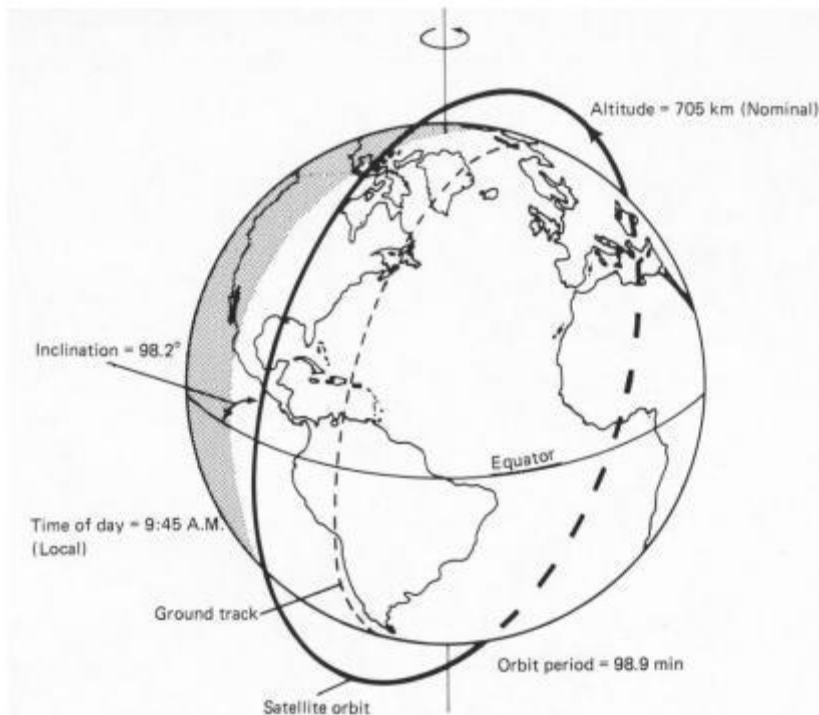 Altitude = 705 km (Nominal)
Inclination = 98.2°
Equator
Time of day = 9:45 A.M.
(Local)
Ground track
Orbit period = 98.9 min
Satellite orbit